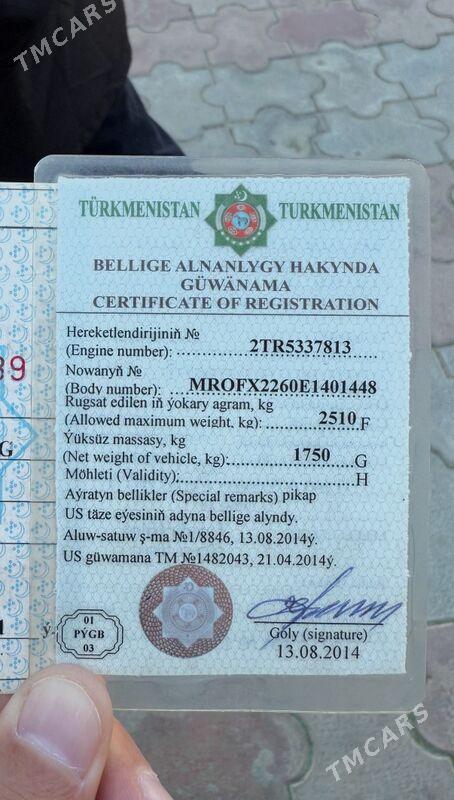 TMCARS
TÜRKMENISTAN TURKMENISTAN
BELLIGE ALNANLYGY HAKYNDA
GÜWÄNAMA
CERTIFICATE OF REGISTRATION
Hereketlendirijiniň №
(Engine number): 2TR5337813
Nowanyň №
(Body number): MROFX2260E1401448
Rugsat edilen iň ýokary agram, kg
(Allowed maximum weight, kg): 2510 F
Ýüksüz massasy, kg
(Net weight of vehicle, kg): 1750 G
Möhleti (Validity): H
Aýratyn bellikler (Special remarks) pikap
US täze eýesiniň adyna bellige alyndy.
Aluw-satuw ş-ma №1/8846, 13.08.2014ý.
US güwamana TM №1482043, 21.04.2014ý.
01
PÝGB
03
Goly (signature)
13.08.2014
39
G
1 ý.
TMCARS